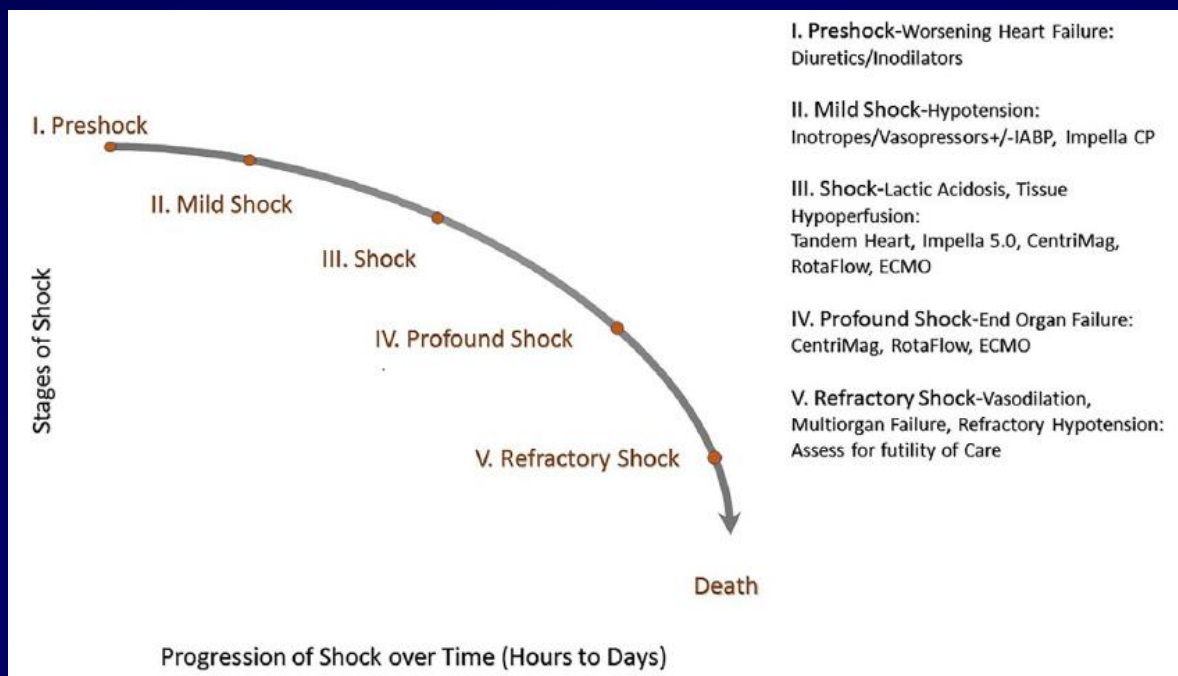 I. Preshock
II. Mild Shock
III. Shock
IV. Profound Shock
V. Refractory Shock
Death
Stages of Shock
Progression of Shock over Time (Hours to Days)
I. Preshock-Worsening Heart Failure:
Diuretics/Inodilators
II. Mild Shock-Hypotension:
Inotropes/Vasopressors+/-IABP, Impella CP
III. Shock-Lactic Acidosis, Tissue
Hypoperfusion:
Tandem Heart, Impella 5.0, CentriMag,
RotaFlow, ECMO
IV. Profound Shock-End Organ Failure:
CentriMag, RotaFlow, ECMO
V. Refractory Shock-Vasodilation,
Multiorgan Failure, Refractory Hypotension:
Assess for futility of Care